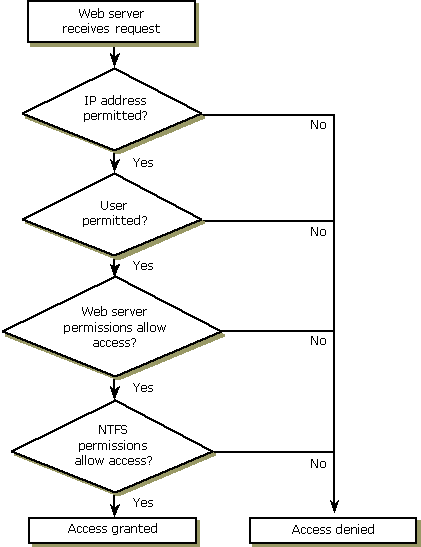 Web server
receives request
IP address
permitted?
No
Yes
User
permitted?
No
Yes
Web server
permissions allow
access?
No
Yes
NTFS
permissions
allow access?
No
Yes
Access granted
Access denied